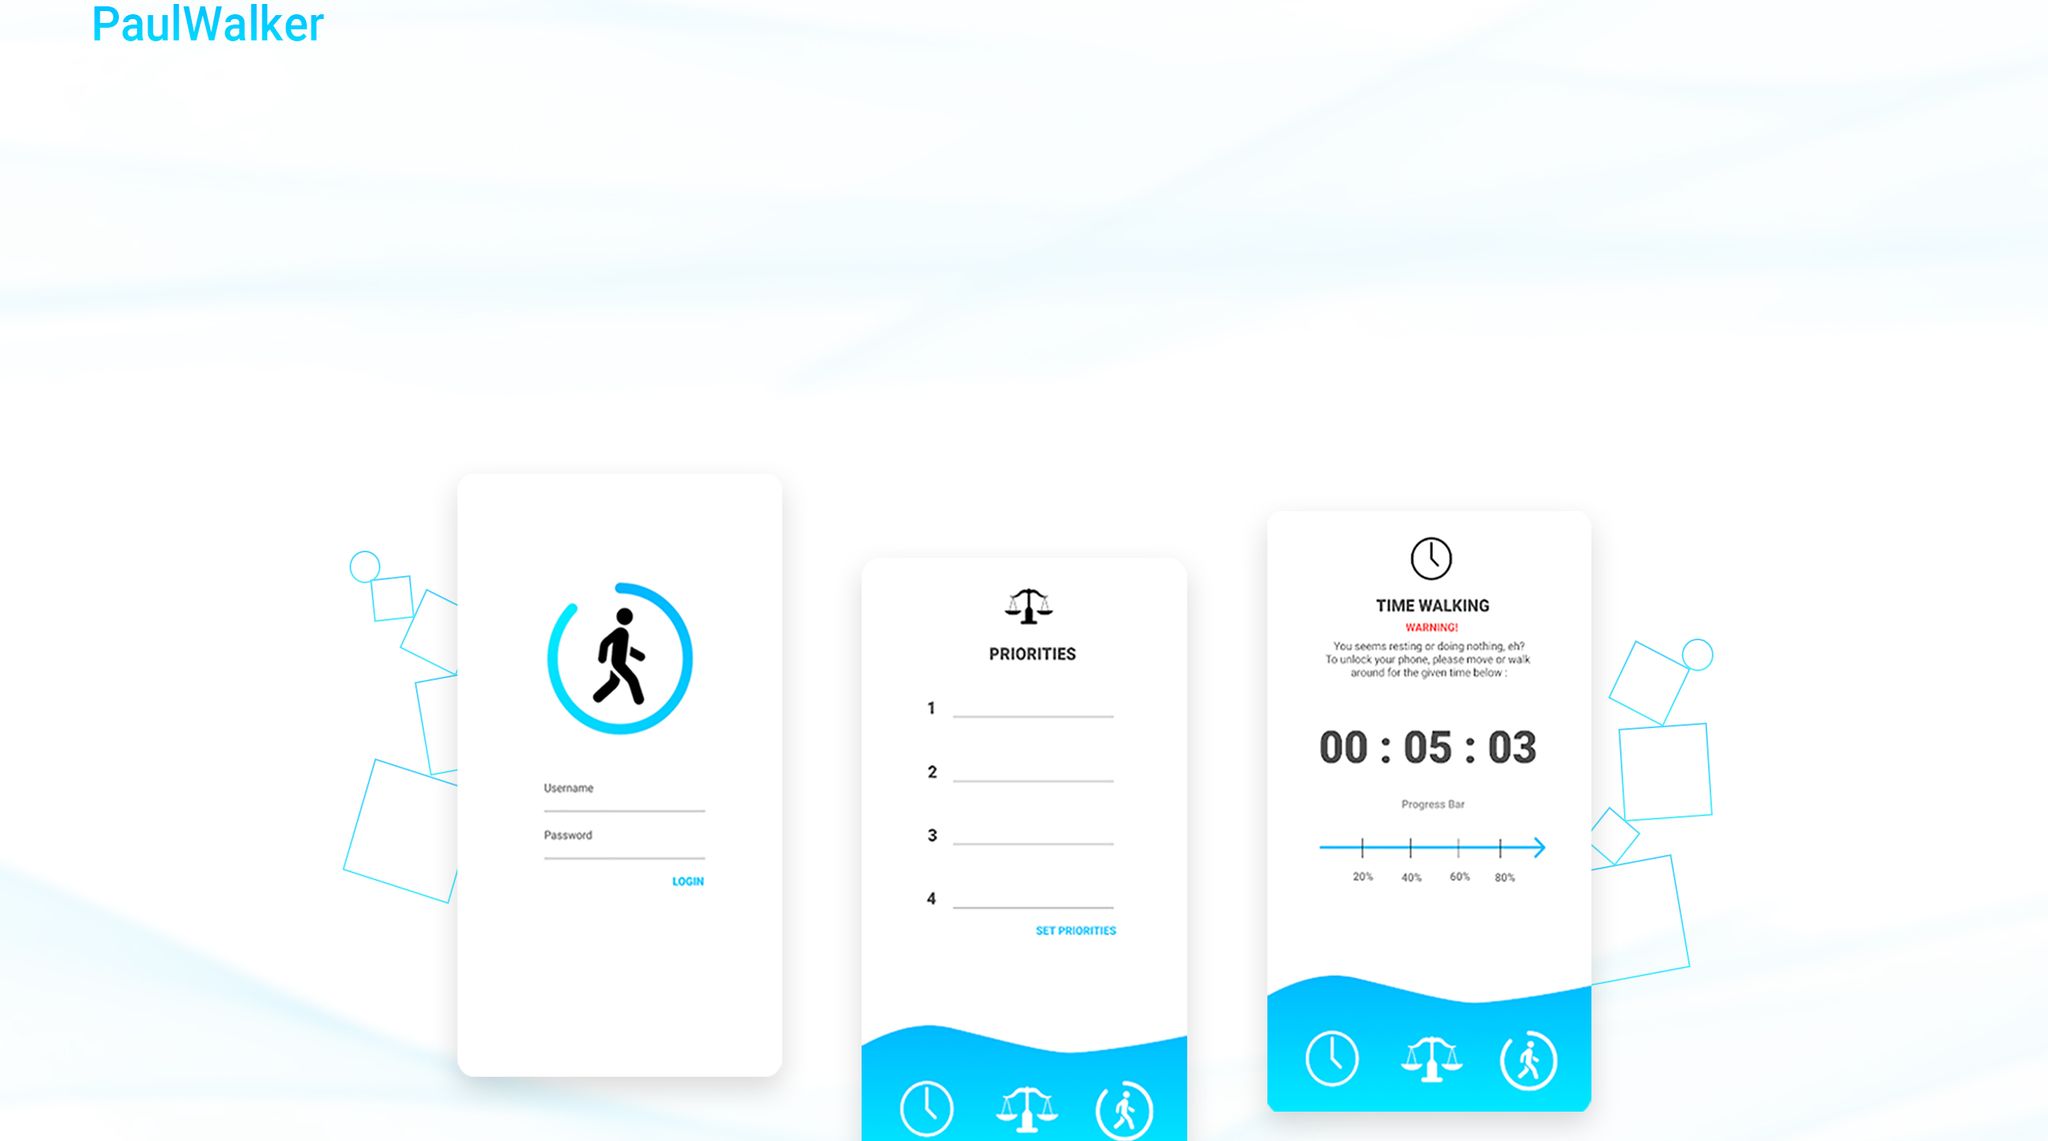 PaulWalker
Username
Password
LOGIN
PRIORITIES
1
2
3
4
SET PRIORITIES
TIME WALKING
WARNING!
You seems resting or doing nothing, eh?
To unlock your phone, please move or walk
around for the given time below :
00 : 05 : 03
Progress Bar
20% 40% 60% 80%